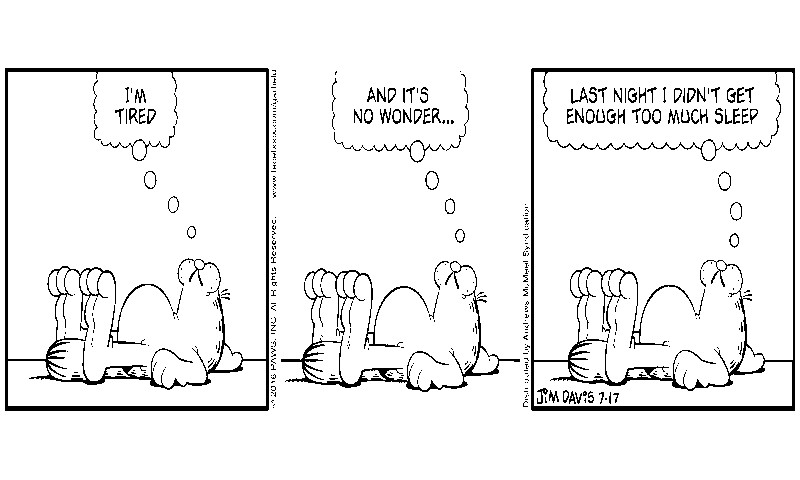 I'M
TIRED
AND IT'S
NO WONDER...
LAST NIGHT I DIDN'T GET
ENOUGH TOO MUCH SLEEP
© 2016 PAWS, INC. All Rights Reserved.
Distributed by Andrews McMeel Syndication
JIM DAVIS 7-17